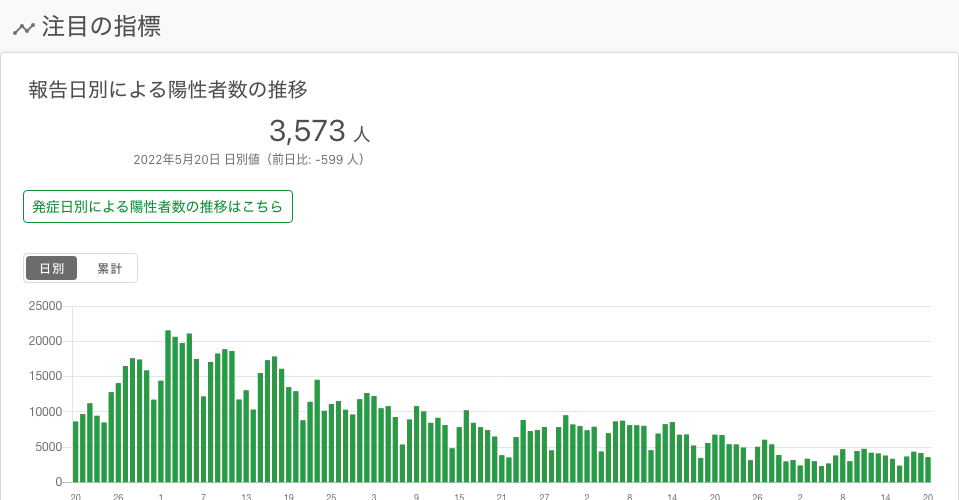 注目の指標
報告日別による陽性者数の推移
3,573 人
2022年5月20日 日別値（前日比: -599 人）
発症日別による陽性者数の推移はこちら
日別 累計
25000
20000
15000
10000
5000
0
20 26 1 7 13 19 25 3 9 15 21 27 2 8 14 20 26 2 8 14 20